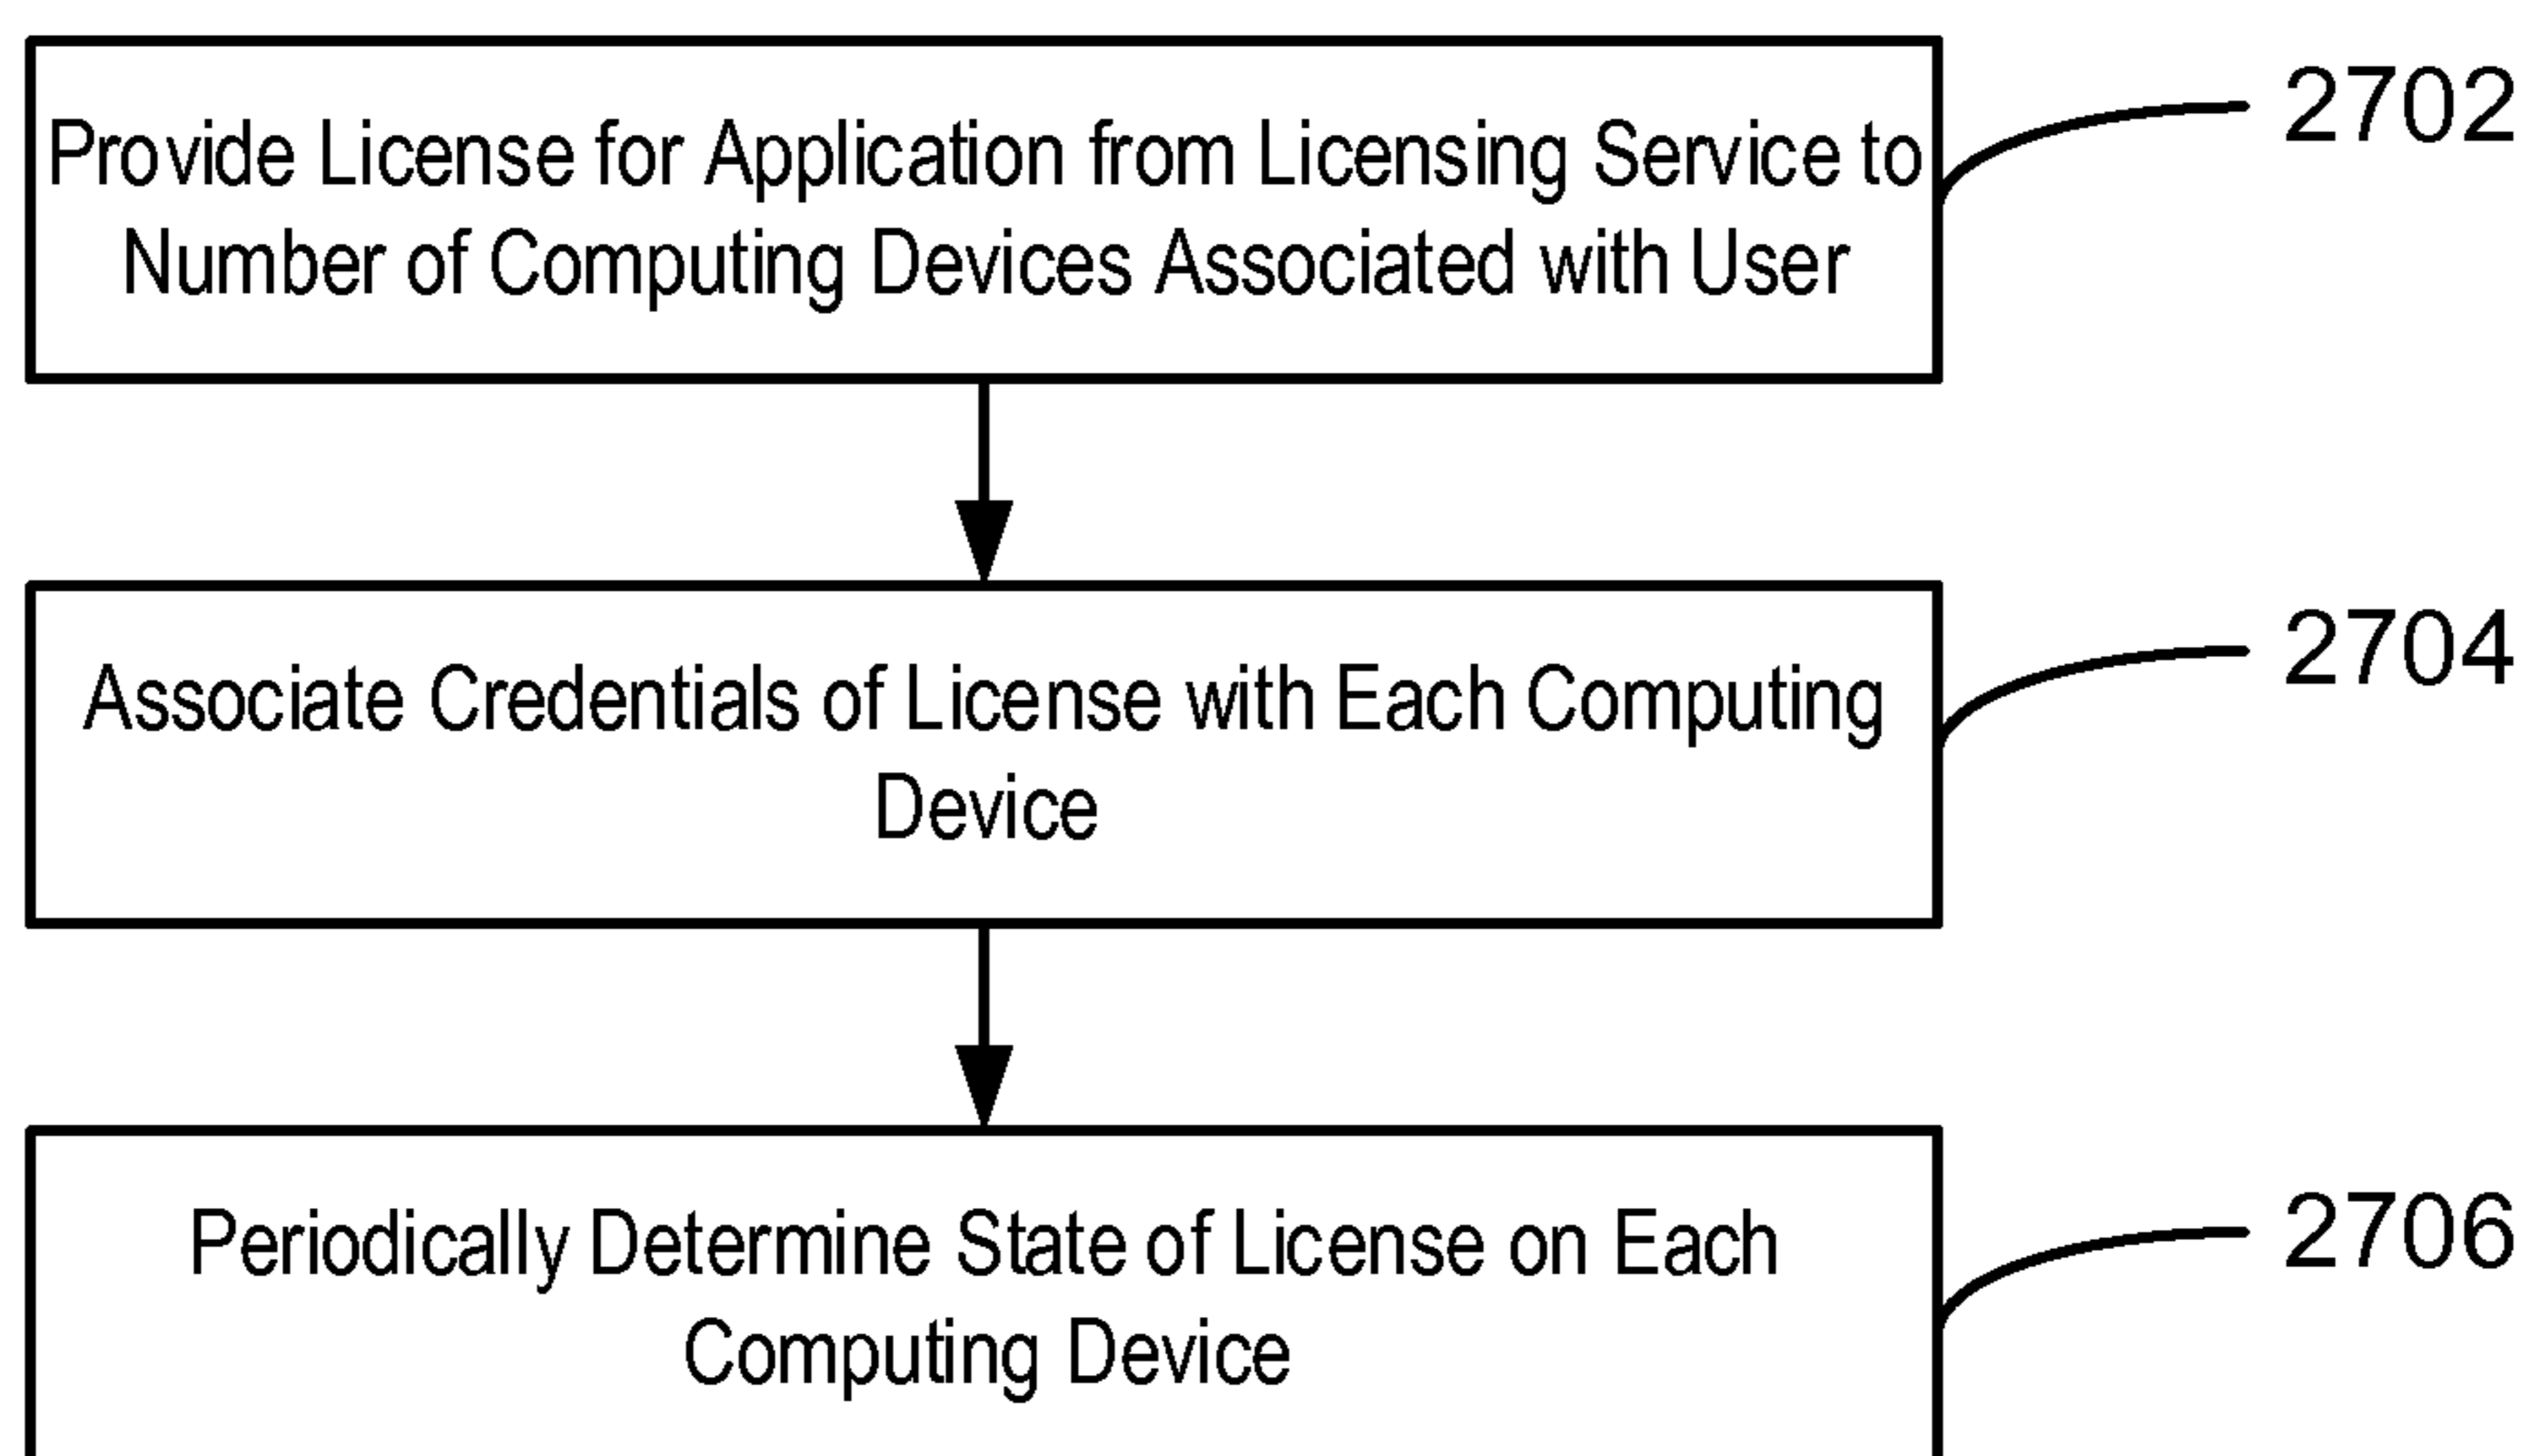 Provide License for Application from Licensing Service to
Number of Computing Devices Associated with User
2702
Associate Credentials of License with Each Computing
Device
2704
Periodically Determine State of License on Each
Computing Device
2706